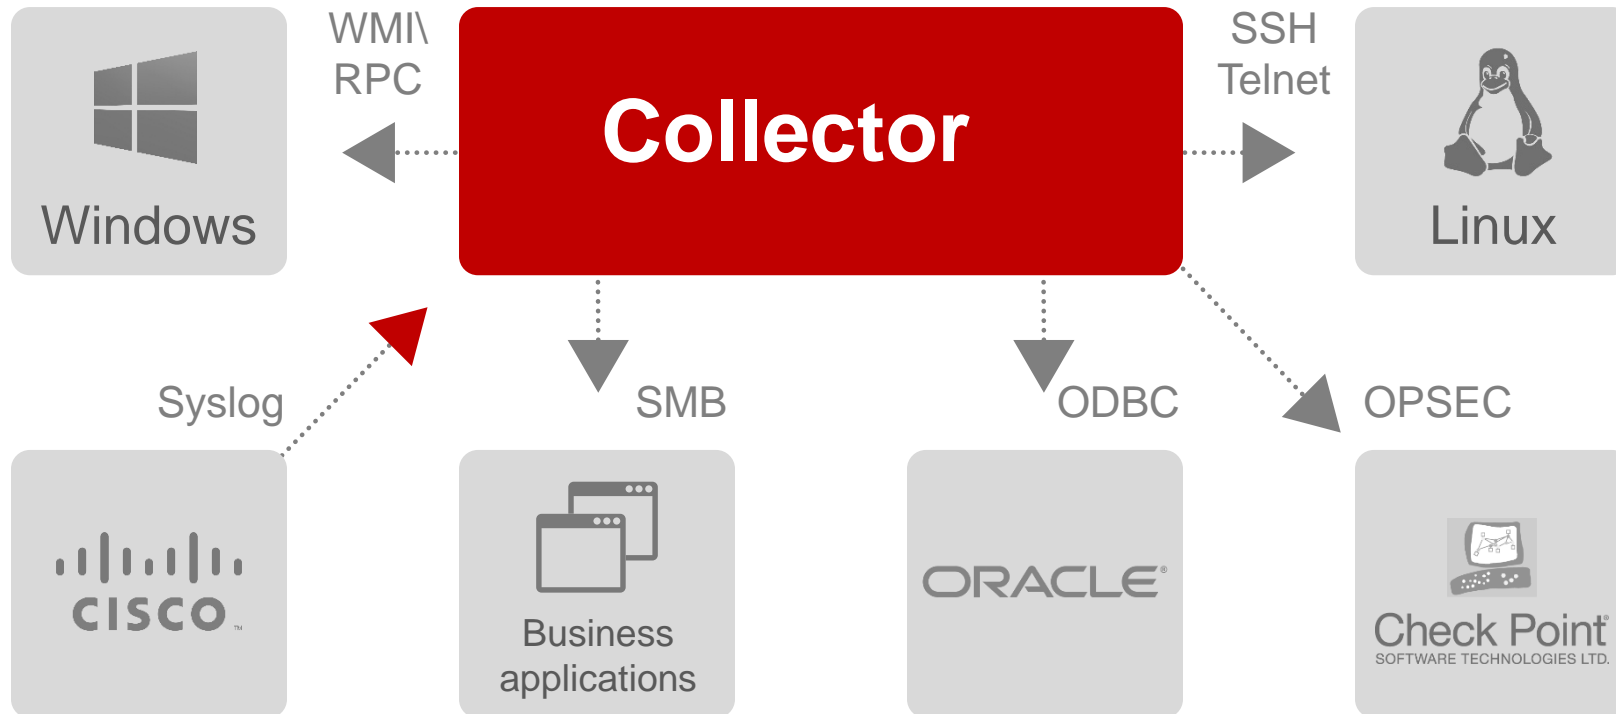 WMI\
RPC
Collector
SSH
Telnet
Windows
Linux
Syslog
SMB
ODBC
OPSEC
CISCO™
Business
applications
ORACLE®
Check Point®
SOFTWARE TECHNOLOGIES LTD.